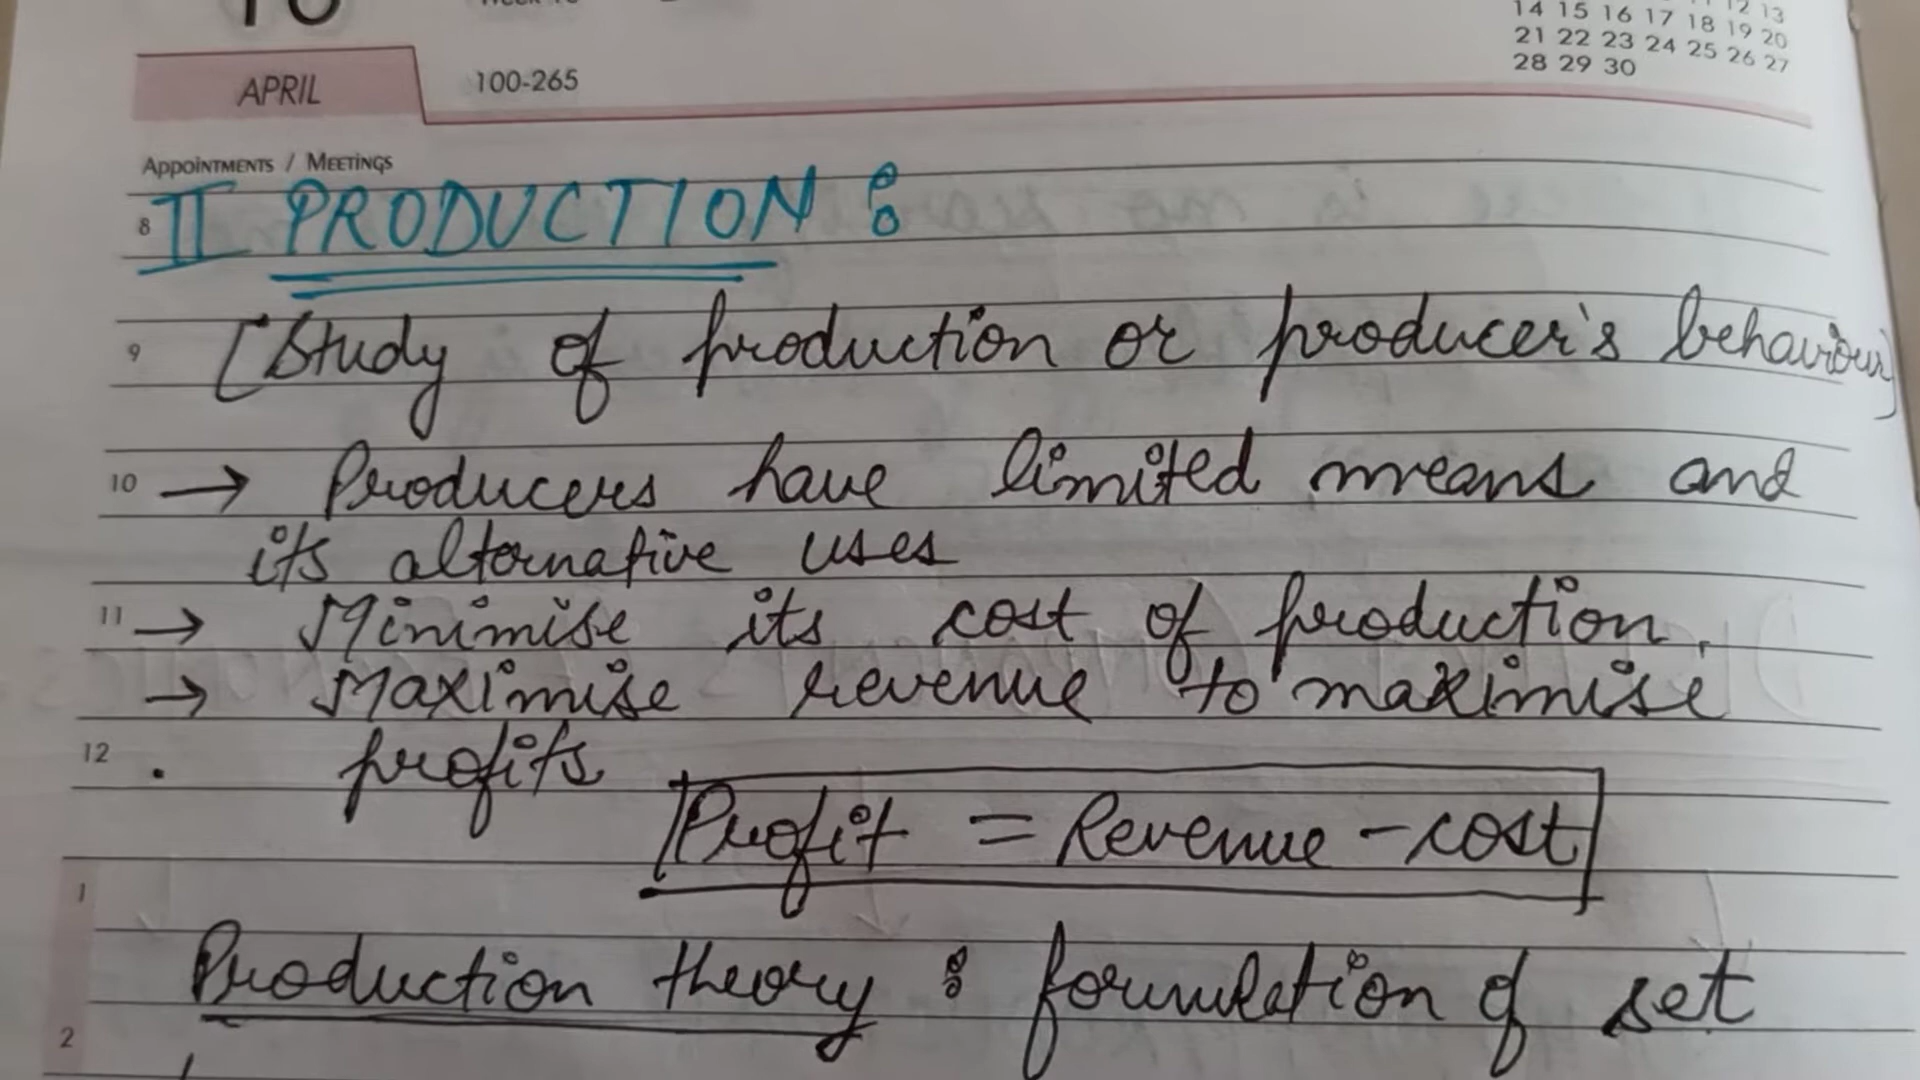 10
APRIL
100-265
12 13
14 15 16 17 18 19 20
21 22 23 24 25 26 27
28 29 30
Appointments / Meetings
8 II PRODUCTION :
9 [Study of production or producer's behaviour]
10 → Producers have limited means and
its alternative uses
11 → Minimise its cost of production.
→ Maximise revenue to maximise
12 . profits
Profit = Revenue - cost
1
Production theory : formulation of set
2